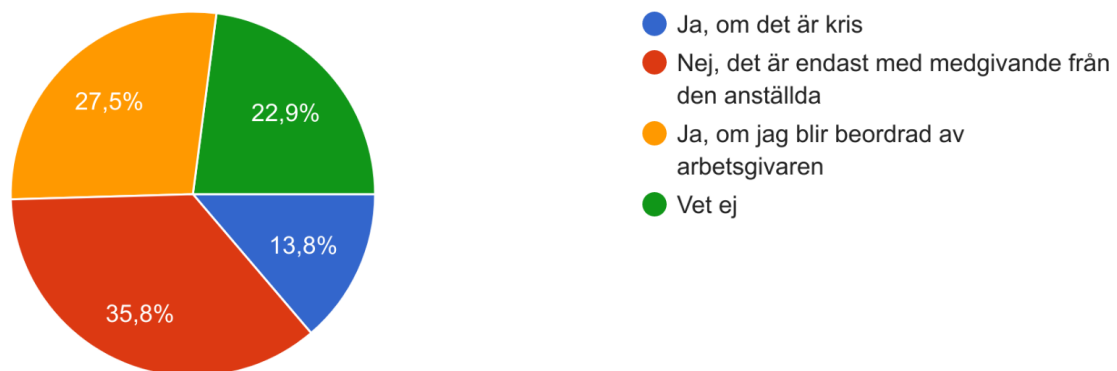 Ja, om det är kris
Nej, det är endast med medgivande från
den anställda
Ja, om jag blir beordrad av
arbetsgivaren
Vet ej
27,5%
22,9%
13,8%
35,8%